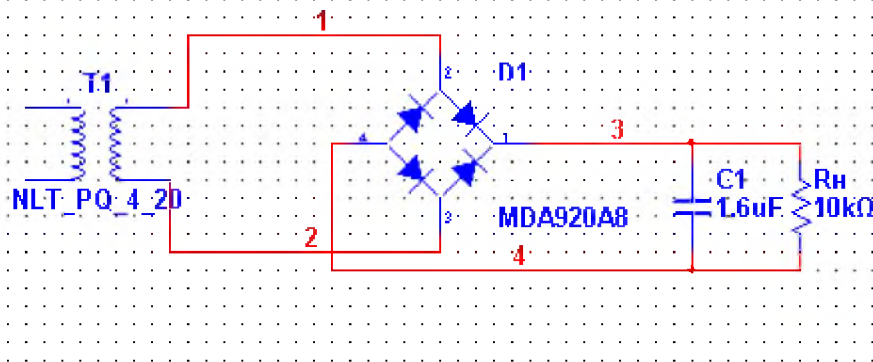 1
2
D1
T1
4
1
3
C1
Rн
1.6uF
10kΩ
NLT_PQ_4_20
3
MDA920A8
2
4